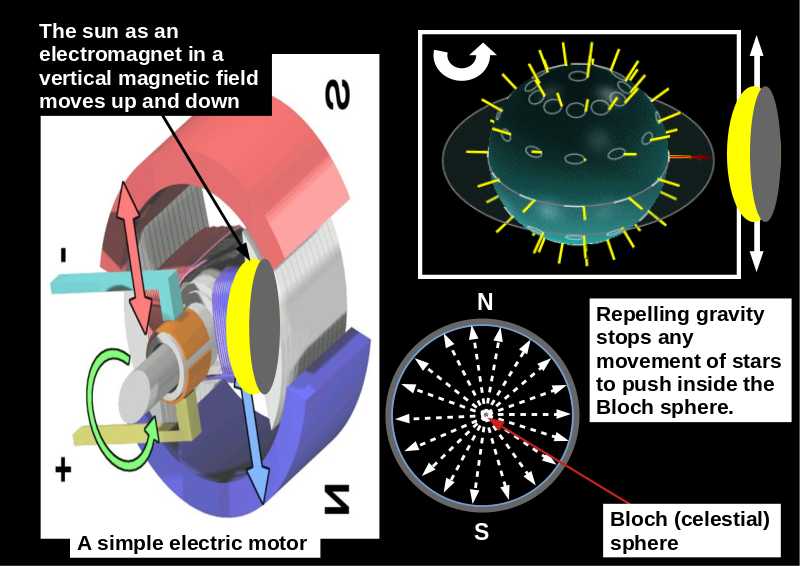 The sun as an
electromagnet in a
vertical magnetic field
moves up and down
S
-
+
N
A simple electric motor
N
S
Repelling gravity
stops any
movement of stars
to push inside the
Bloch sphere.
Bloch (celestial)
sphere